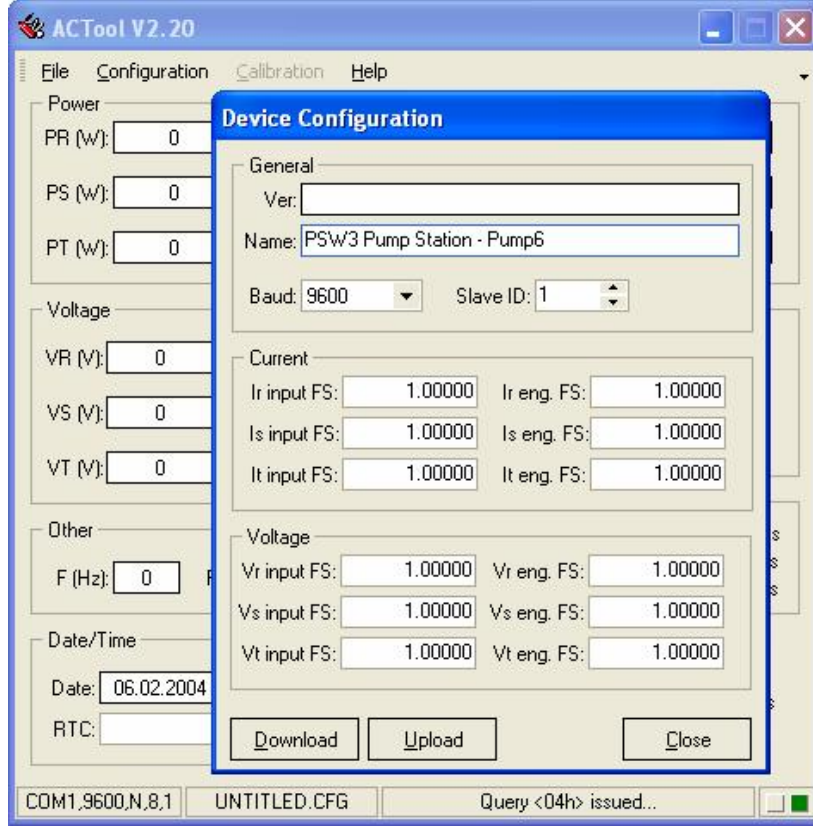 ACTool V2.20
File Configuration Calibration Help
Power
PR (W): 0
PS (W): 0
PT (W): 0
Voltage
VR (V): 0
VS (V): 0
VT (V): 0
Other
F (Hz): 0
Date/Time
Date: 06.02.2004
RTC:
Device Configuration
General
Ver:
Name: PSW3 Pump Station - Pump6
Baud: 9600 Slave ID: 1
Current
Ir input FS: 1.00000 Ir eng. FS: 1.00000
Is input FS: 1.00000 Is eng. FS: 1.00000
It input FS: 1.00000 It eng. FS: 1.00000
Voltage
Vr input FS: 1.00000 Vr eng. FS: 1.00000
Vs input FS: 1.00000 Vs eng. FS: 1.00000
Vt input FS: 1.00000 Vt eng. FS: 1.00000
Download Upload Close
COM1,9600,N,8,1 UNTITLED.CFG Query <04h> issued...